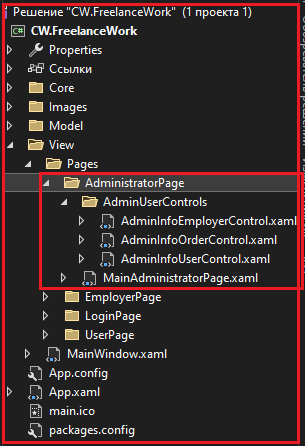 Решение "CW.FreelanceWork" (1 проекта 1)
C# CW.FreelanceWork
Properties
Ссылки
Core
Images
Model
View
Pages
AdministratorPage
AdminUserControls
AdminInfoEmployerControl.xaml
AdminInfoOrderControl.xaml
AdminInfoUserControl.xaml
MainAdministratorPage.xaml
EmployerPage
LoginPage
UserPage
MainWindow.xaml
App.config
App.xaml
main.ico
packages.config